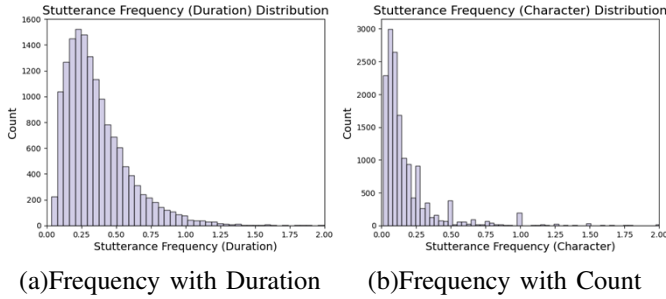 Stutterance Frequency (Duration) Distribution
1600
1400
1200
1000
800
600
400
200
0
Count
0.00 0.25 0.50 0.75 1.00 1.25 1.50 1.75 2.00
Stutterance Frequency (Duration)
(a)Frequency with Duration
Stutterance Frequency (Character) Distribution
3000
2500
2000
1500
1000
500
0
Count
0.00 0.25 0.50 0.75 1.00 1.25 1.50 1.75 2.00
Stutterance Frequency (Character)
(b)Frequency with Count